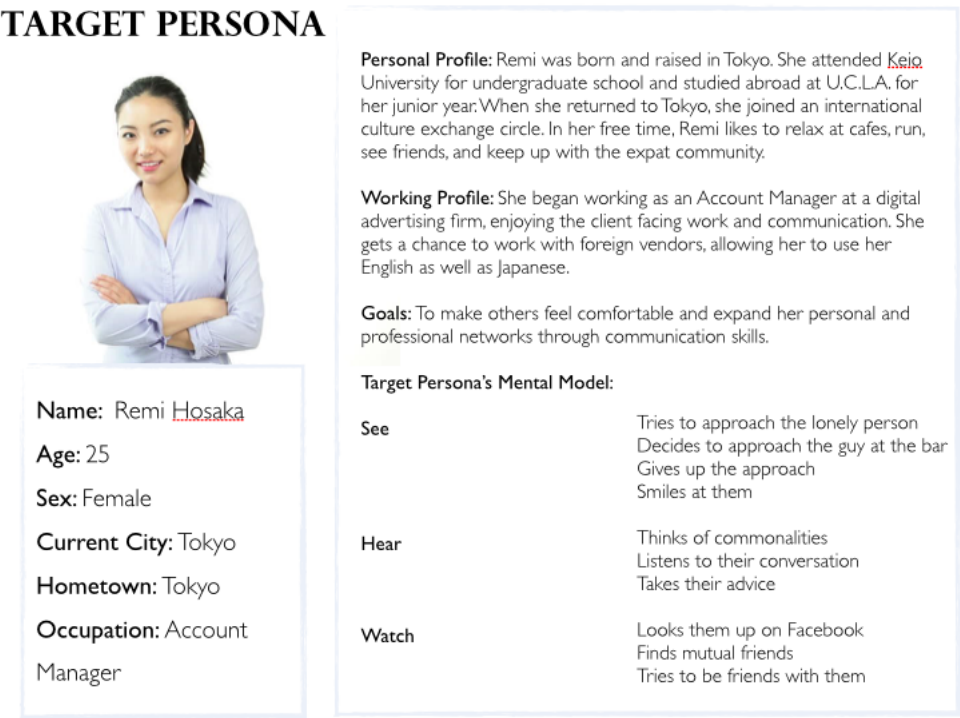 TARGET PERSONA
Name: Remi Hosaka
Age: 25
Sex: Female
Current City: Tokyo
Hometown: Tokyo
Occupation: Account
Manager
Personal Profile: Remi was born and raised in Tokyo. She attended Keio
University for undergraduate school and studied abroad at U.C.L.A. for
her junior year. When she returned to Tokyo, she joined an international
culture exchange circle. In her free time, Remi likes to relax at cafes, run,
see friends, and keep up with the expat community.
Working Profile: She began working as an Account Manager at a digital
advertising firm, enjoying the client facing work and communication. She
gets a chance to work with foreign vendors, allowing her to use her
English as well as Japanese.
Goals: To make others feel comfortable and expand her personal and
professional networks through communication skills.
Target Persona's Mental Model:
See
Tries to approach the lonely person
Decides to approach the guy at the bar
Gives up the approach
Smiles at them
Hear
Thinks of commonalities
Listens to their conversation
Takes their advice
Watch
Looks them up on Facebook
Finds mutual friends
Tries to be friends with them